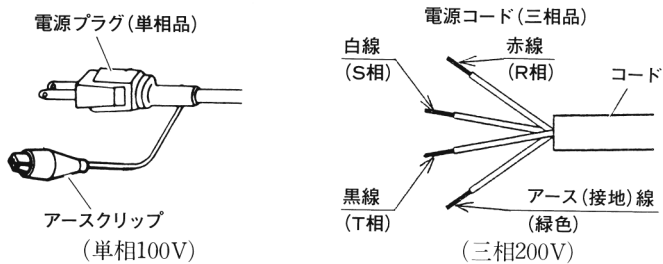 電源プラグ(単相品)
アースクリップ
(単相100V)
電源コード(三相品)
白線
(S相)
赤線
(R相)
コード
黒線
(T相)
アース(接地)線
(緑色)
(三相200V)